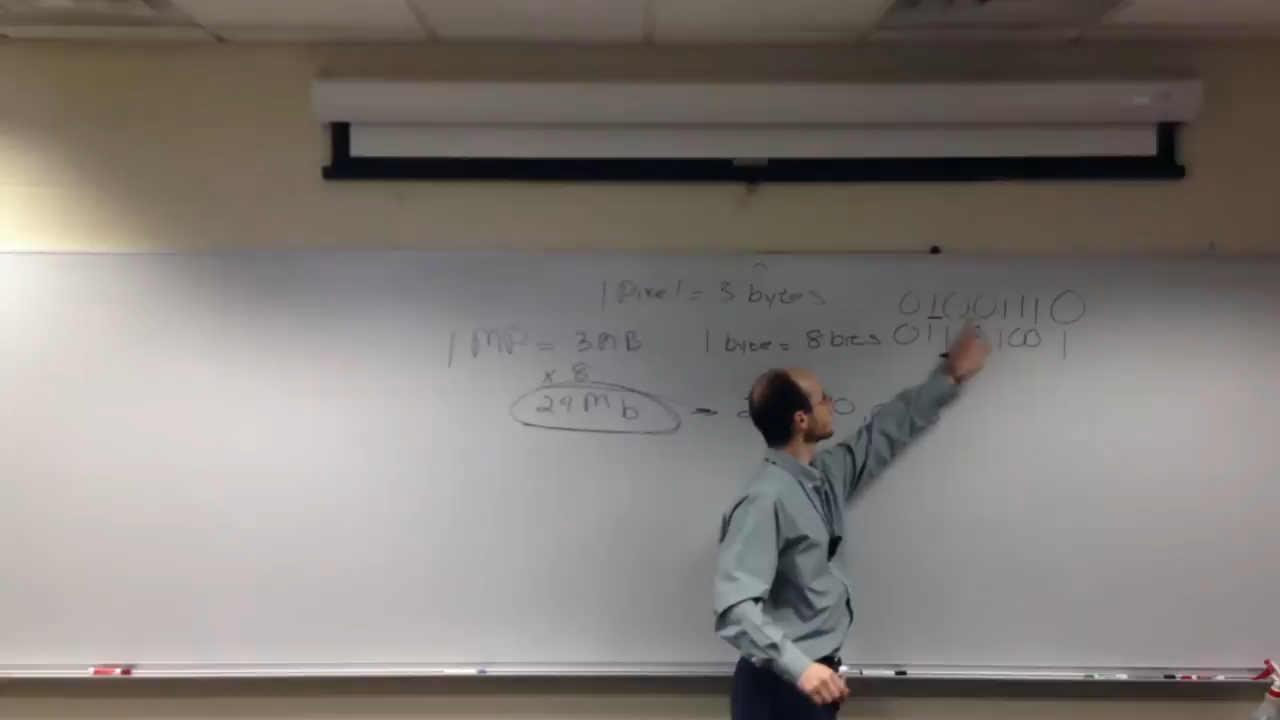 1 Pixel = 3 bytes 01001110
1 MP = 3MB 1 byte = 8 bits
x 8
24 Mb